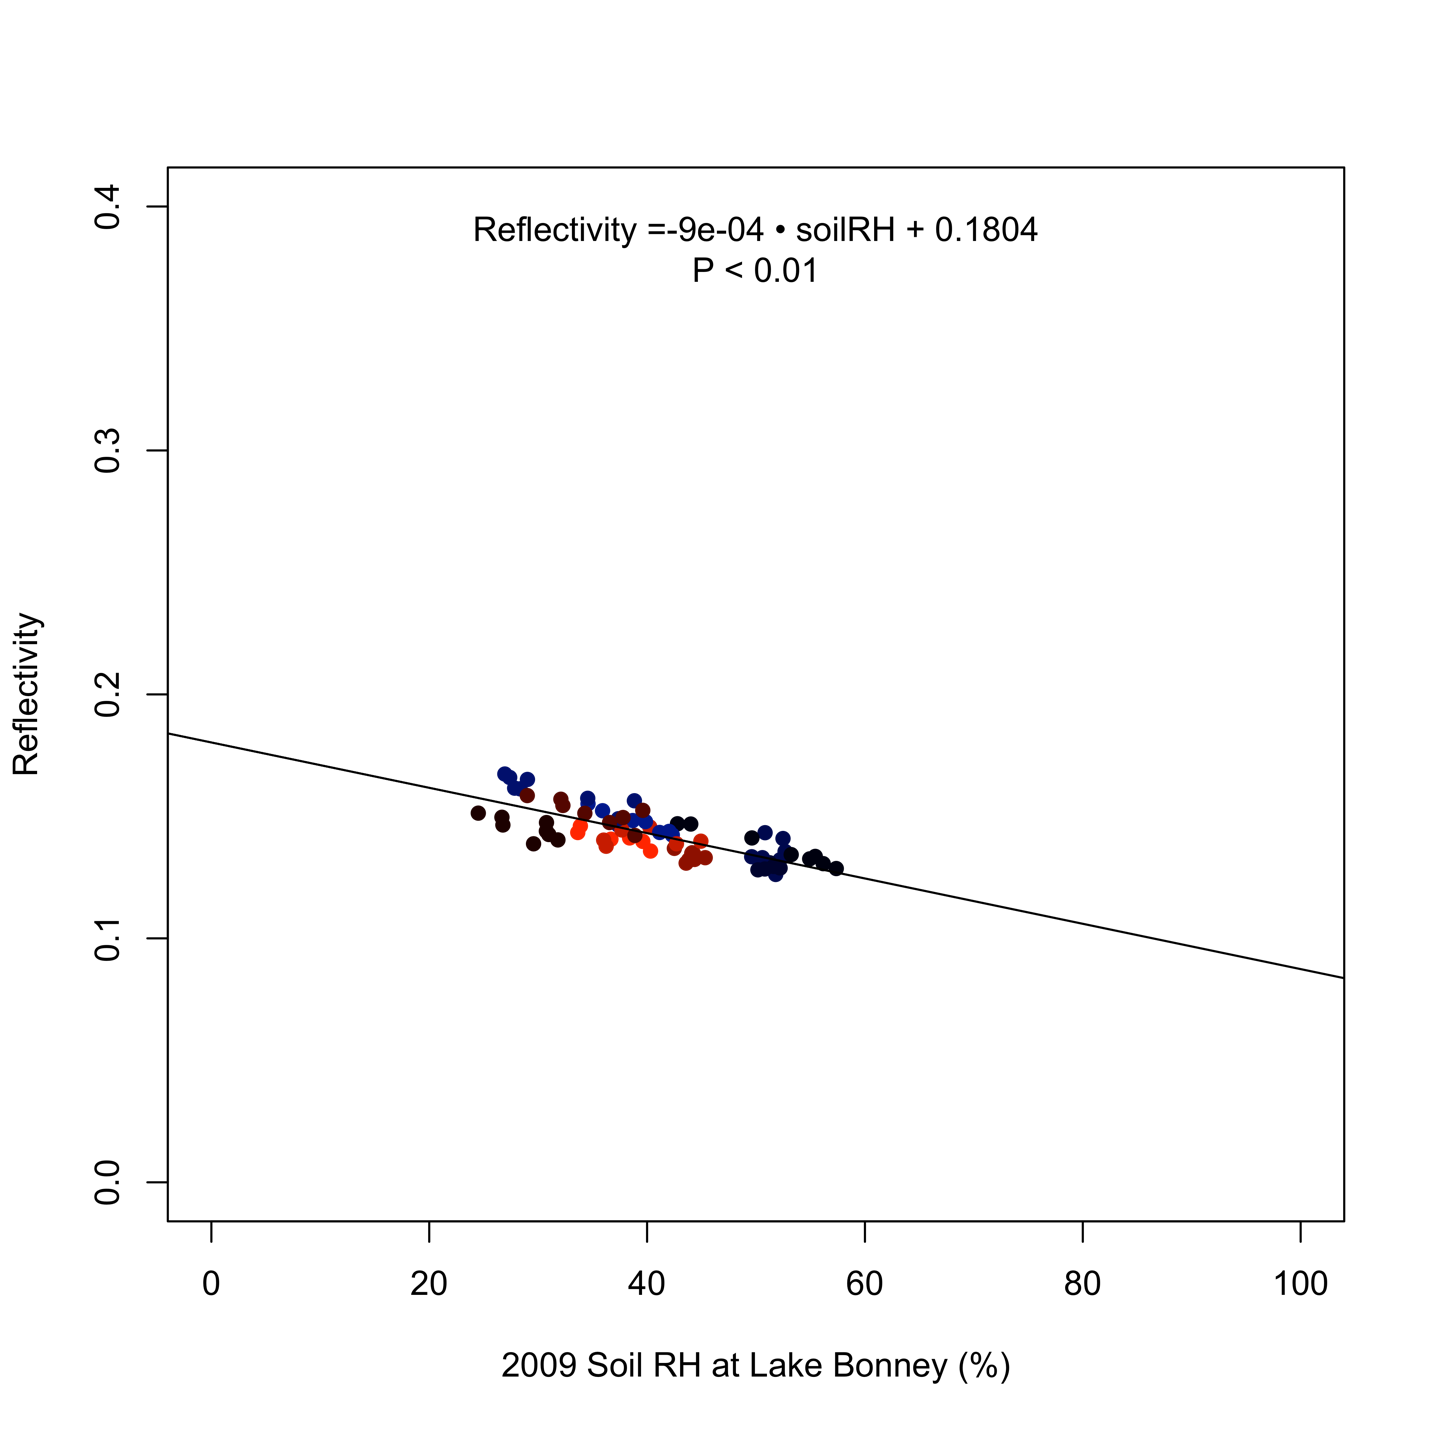 Reflectivity =-9e-04 • soilRH + 0.1804
P < 0.01
0.4
0.3
0.2
0.1
0.0
Reflectivity
0 20 40 60 80 100
2009 Soil RH at Lake Bonney (%)